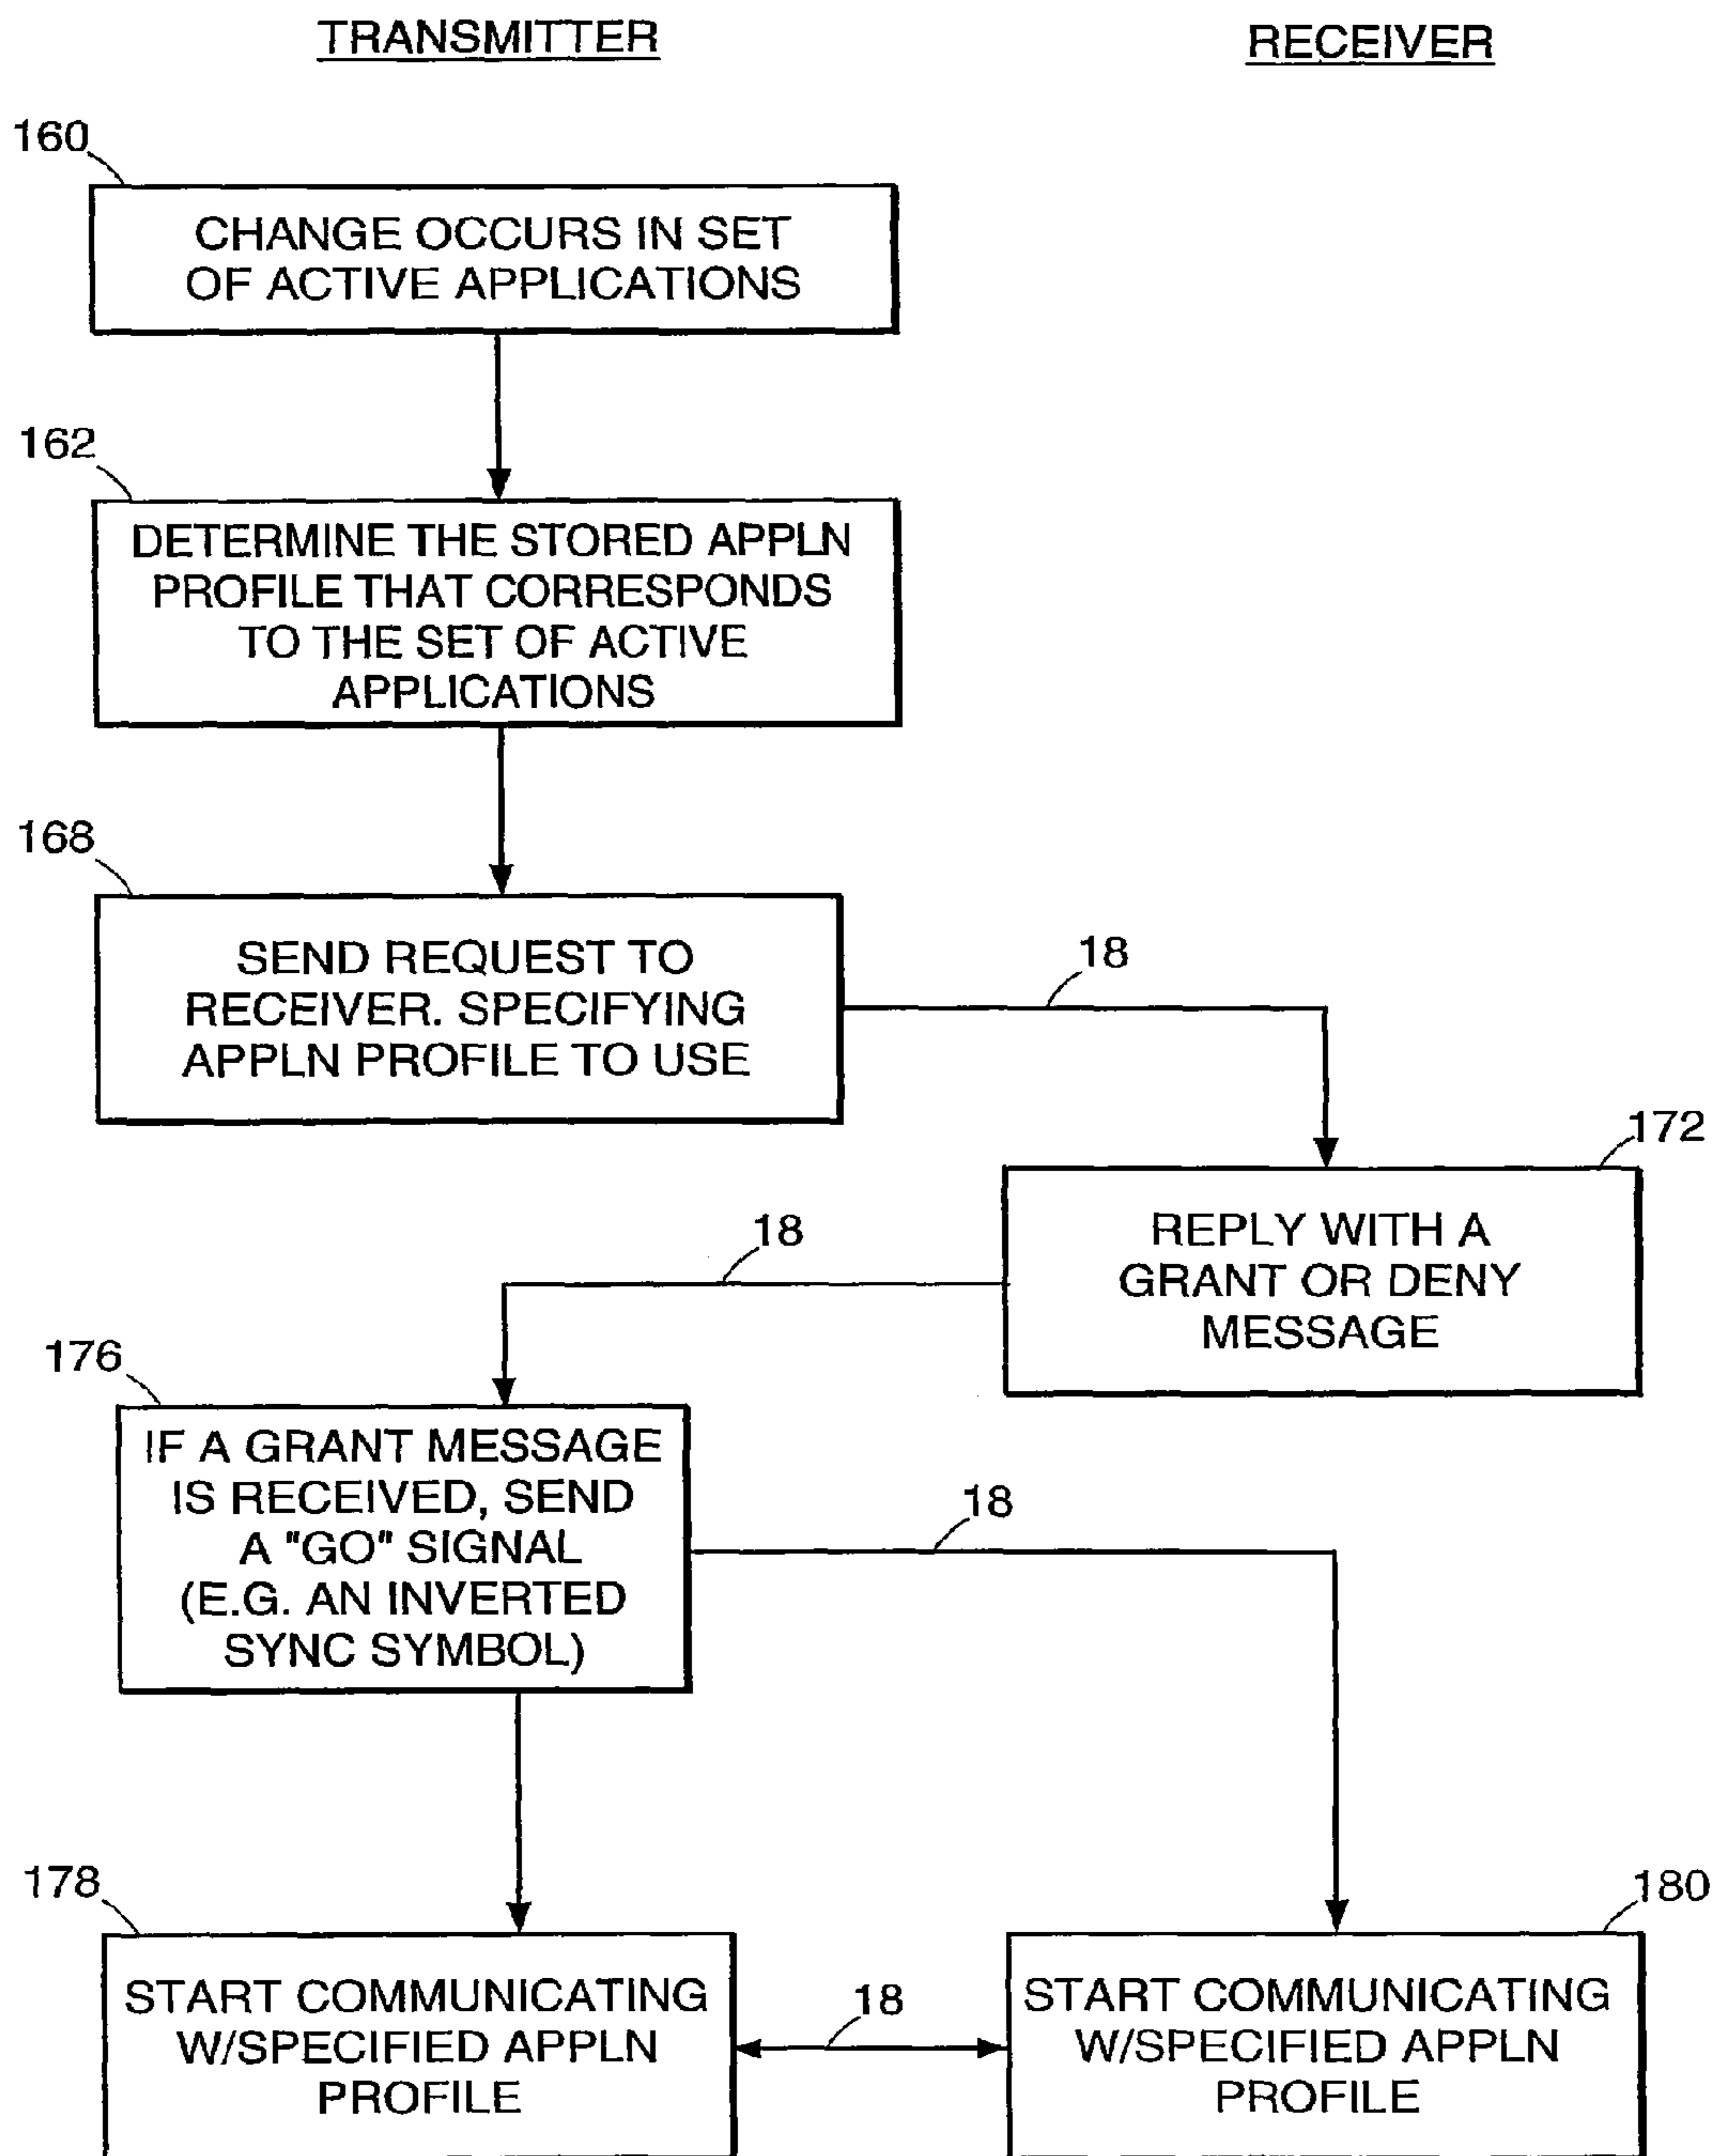 TRANSMITTER
RECEIVER
160
CHANGE OCCURS IN SET
OF ACTIVE APPLICATIONS
162
DETERMINE THE STORED APPLN
PROFILE THAT CORRESPONDS
TO THE SET OF ACTIVE
APPLICATIONS
168
SEND REQUEST TO
RECEIVER. SPECIFYING
APPLN PROFILE TO USE
18
172
REPLY WITH A
GRANT OR DENY
MESSAGE
18
176
IF A GRANT MESSAGE
IS RECEIVED, SEND
A "GO" SIGNAL
(E.G. AN INVERTED
SYNC SYMBOL)
18
178
START COMMUNICATING
W/SPECIFIED APPLN
PROFILE
18
180
START COMMUNICATING
W/SPECIFIED APPLN
PROFILE